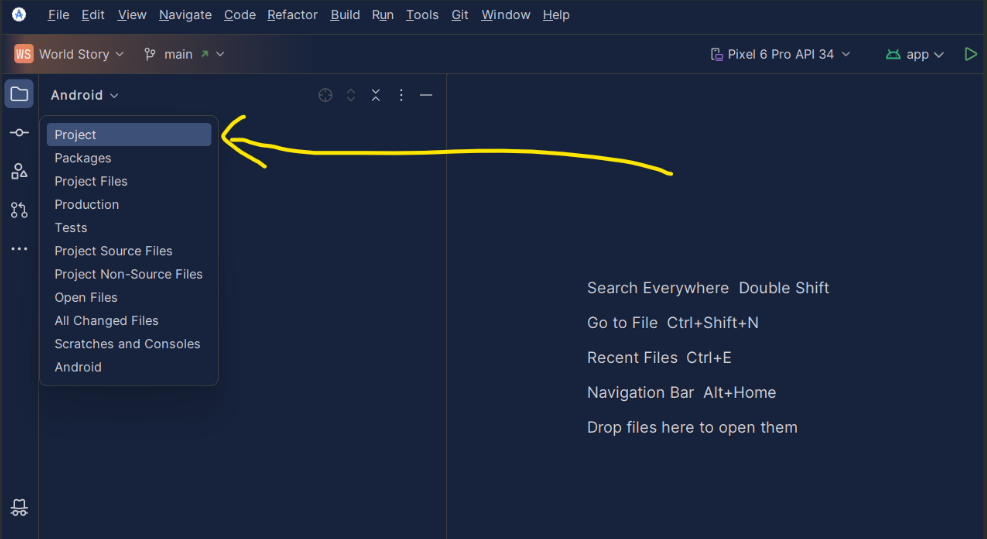 File Edit View Navigate Code Refactor Build Run Tools Git Window Help
WS World Story main Pixel 6 Pro API 34 app
Android
Project
Packages
Project Files
Production
Tests
Project Source Files
Project Non-Source Files
Open Files
All Changed Files
Scratches and Consoles
Android
Search Everywhere Double Shift
Go to File Ctrl+Shift+N
Recent Files Ctrl+E
Navigation Bar Alt+Home
Drop files here to open them